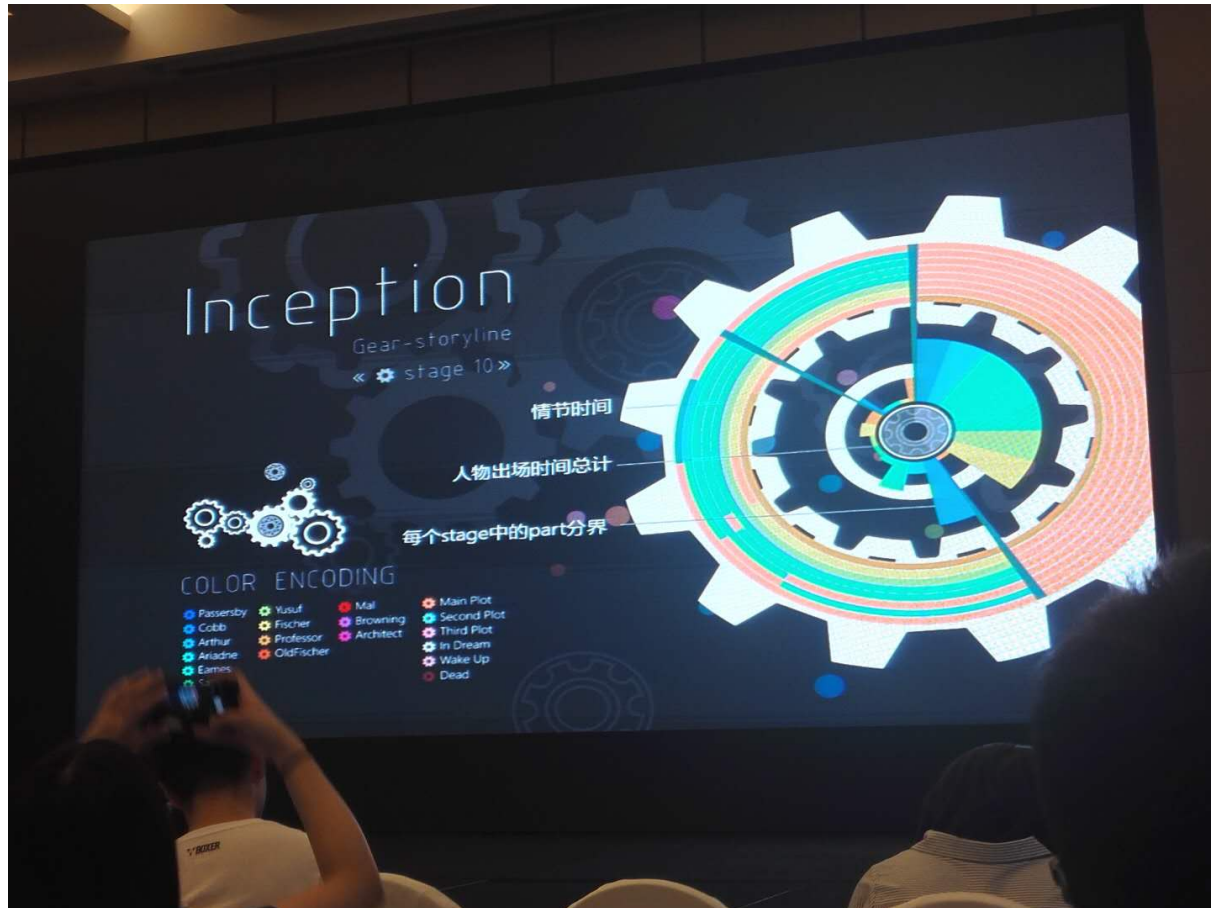 Inception
Gear-storyline
« stage 10 »
情节时间
人物出场时间总计
每个stage中的part分界
COLOR ENCODING
Passersby
Cobb
Arthur
Ariadne
Eames
Yusuf
Fischer
Professor
OldFischer
Mal
Browning
Architect
Main Plot
Second Plot
Third Plot
In Dream
Wake Up
Dead
BOXER